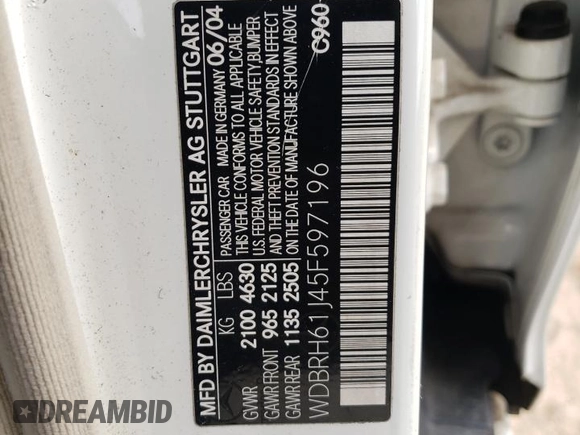 MFD BY DAIMLERCHRYSLER AG STUTTGART
PASSENGER CAR MADE IN GERMANY 06/04
KG LBS
THIS VEHICLE CONFORMS TO ALL APPLICABLE
GVWR 2100 4630 U.S. FEDERAL MOTOR VEHICLE SAFETY, BUMPER
GAWR FRONT 965 2125 AND THEFT PREVENTION STANDARDS IN EFFECT
GAWR REAR 1135 2505 ON THE DATE OF MANUFACTURE SHOWN ABOVE
WDBRH61J45F597196 C960
DREAMBID